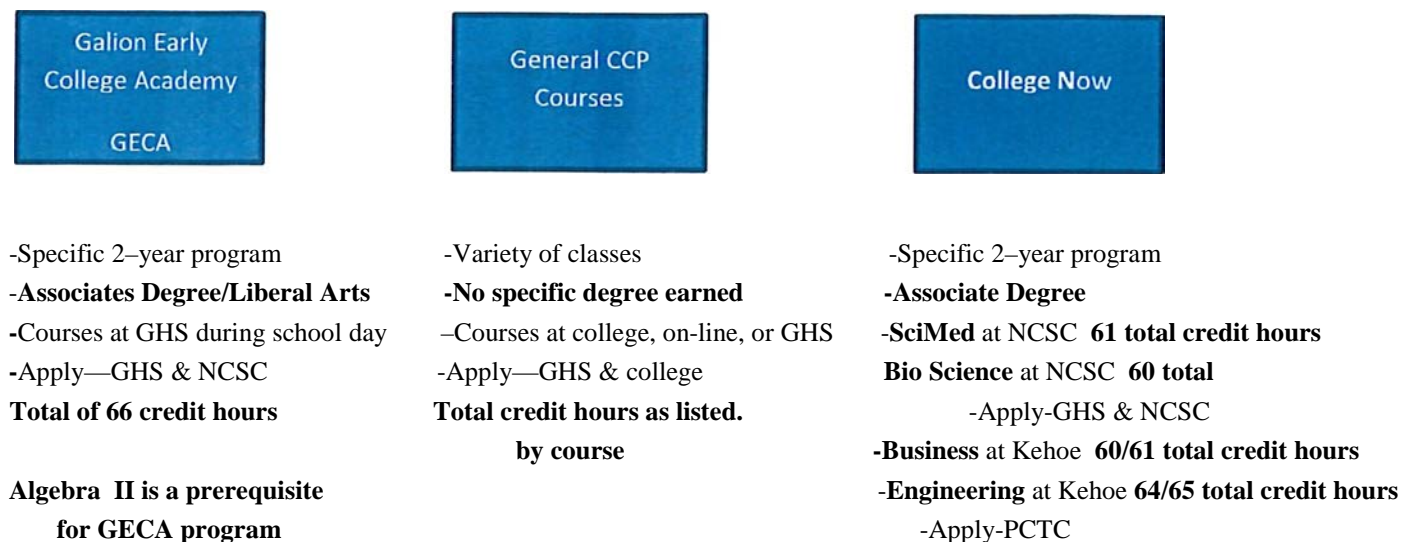 Galion Early
College Academy
GECA
-Specific 2–year program
-Associates Degree/Liberal Arts
-Courses at GHS during school day
-Apply—GHS & NCSC
Total of 66 credit hours
Algebra II is a prerequisite
for GECA program
General CCP
Courses
-Variety of classes
-No specific degree earned
–Courses at college, on-line, or GHS
-Apply—GHS & college
Total credit hours as listed.
by course
College Now
-Specific 2–year program
-Associate Degree
-SciMed at NCSC 61 total credit hours
Bio Science at NCSC 60 total
-Apply-GHS & NCSC
-Business at Kehoe 60/61 total credit hours
-Engineering at Kehoe 64/65 total credit hours
-Apply-PCTC